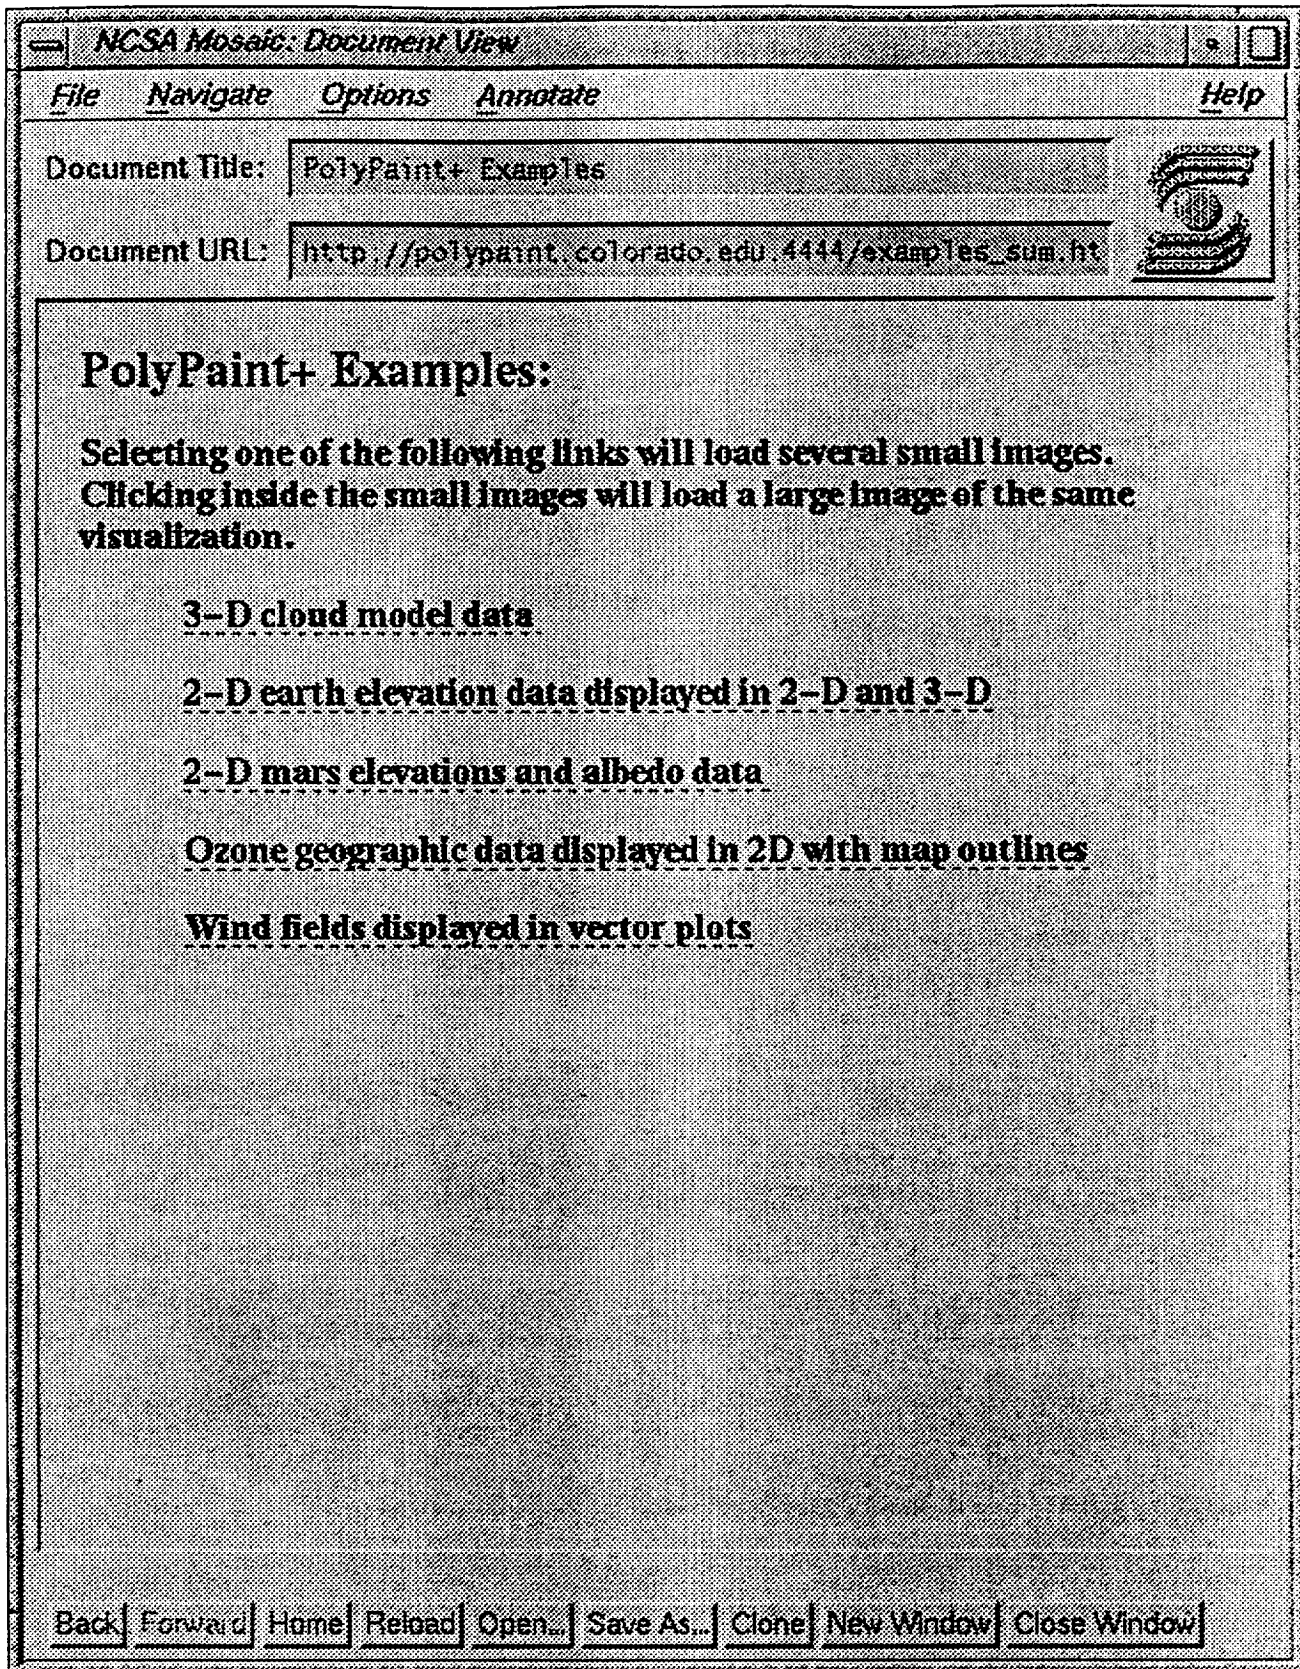 NCSA Mosaic: Document View
File Navigate Options Annotate Help
Document Title: PolyPaint+ Examples
Document URL: http://polypaint.colorado.edu:4444/examples_sum.ht
PolyPaint+ Examples:
Selecting one of the following links will load several small images.
Clicking inside the small images will load a large image of the same
visualization.
3-D cloud model data
2-D earth elevation data displayed in 2-D and 3-D
2-D mars elevations and albedo data
Ozone geographic data displayed in 2D with map outlines
Wind fields displayed in vector plots
Back Forward Home Reload Open... Save As... Clone New Window Close Window